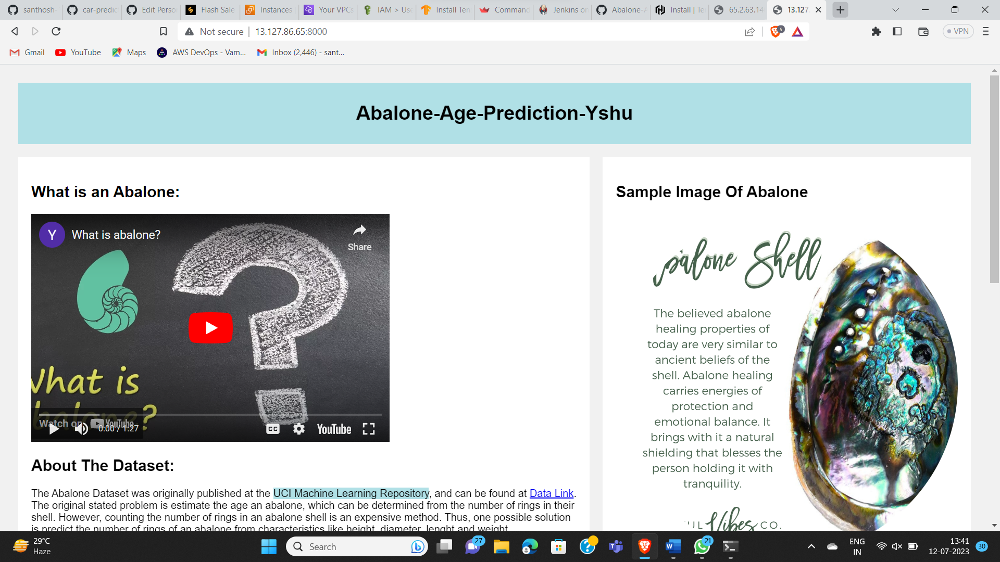 santhosh-
car-predic
Edit Perso
Flash Sale
Instances
Your VPCs
IAM > Use
Install Ten
Command
Jenkins on
Abalone-A
Install | Te
65.2.63.14
13.127.
Not secure
13.127.86.65:8000
5
VPN
Gmail
YouTube
Maps
AWS DevOps - Vam...
Inbox (2,446) - sant...
Abalone-Age-Prediction-Yshu
What is an Abalone:
Y
What is abalone?
Share
What is
abalone?
Watch on YouTube
0:00 / 1:27
CC
YouTube
About The Dataset:
The Abalone Dataset was originally published at the UCI Machine Learning Repository, and can be found at Data Link.
The original stated problem is estimate the age an abalone, which can be determined from the number of rings in their
shell. However, counting the number of rings in an abalone shell is an expensive method. Thus, one possible solution
is predict the number of rings of an abalone from characteristics like height, diameter, lenght and weight.
Sample Image Of Abalone
Shell
The believed abalone
healing properties of
today are very similar to
ancient beliefs of the
shell. Abalone healing
carries energies of
protection and
emotional balance. It
brings with it a natural
shielding that blesses the
person holding it with
tranquility.
Vibes CO.
29°C
Haze
Search
27
21
ENG
IN
13:41
12-07-2023
30